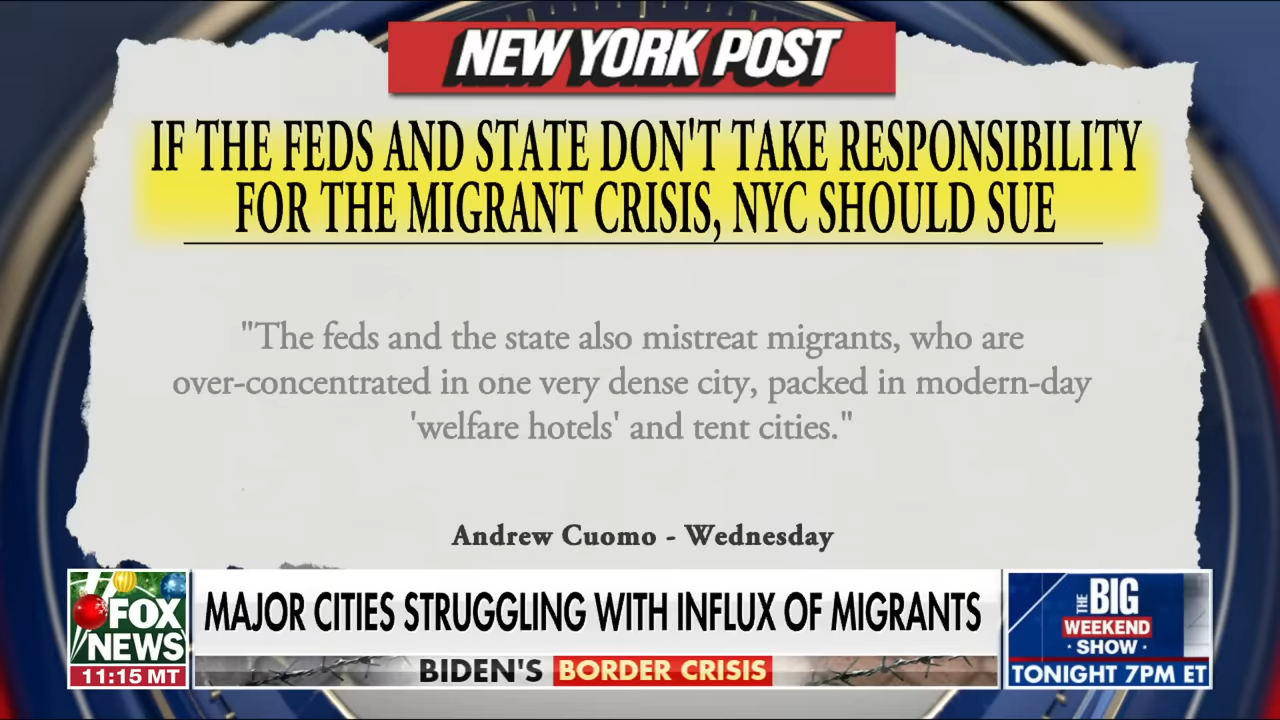 NEW YORK POST
IF THE FEDS AND STATE DON'T TAKE RESPONSIBILITY
FOR THE MIGRANT CRISIS, NYC SHOULD SUE
"The feds and the state also mistreat migrants, who are
over-concentrated in one very dense city, packed in modern-day
'welfare hotels' and tent cities."
Andrew Cuomo - Wednesday
FOX
NEWS
11:15 MT
MAJOR CITIES STRUGGLING WITH INFLUX OF MIGRANTS
BIDEN'S BORDER CRISIS
THE BIG
WEEKEND
· SHOW ·
TONIGHT 7PM ET